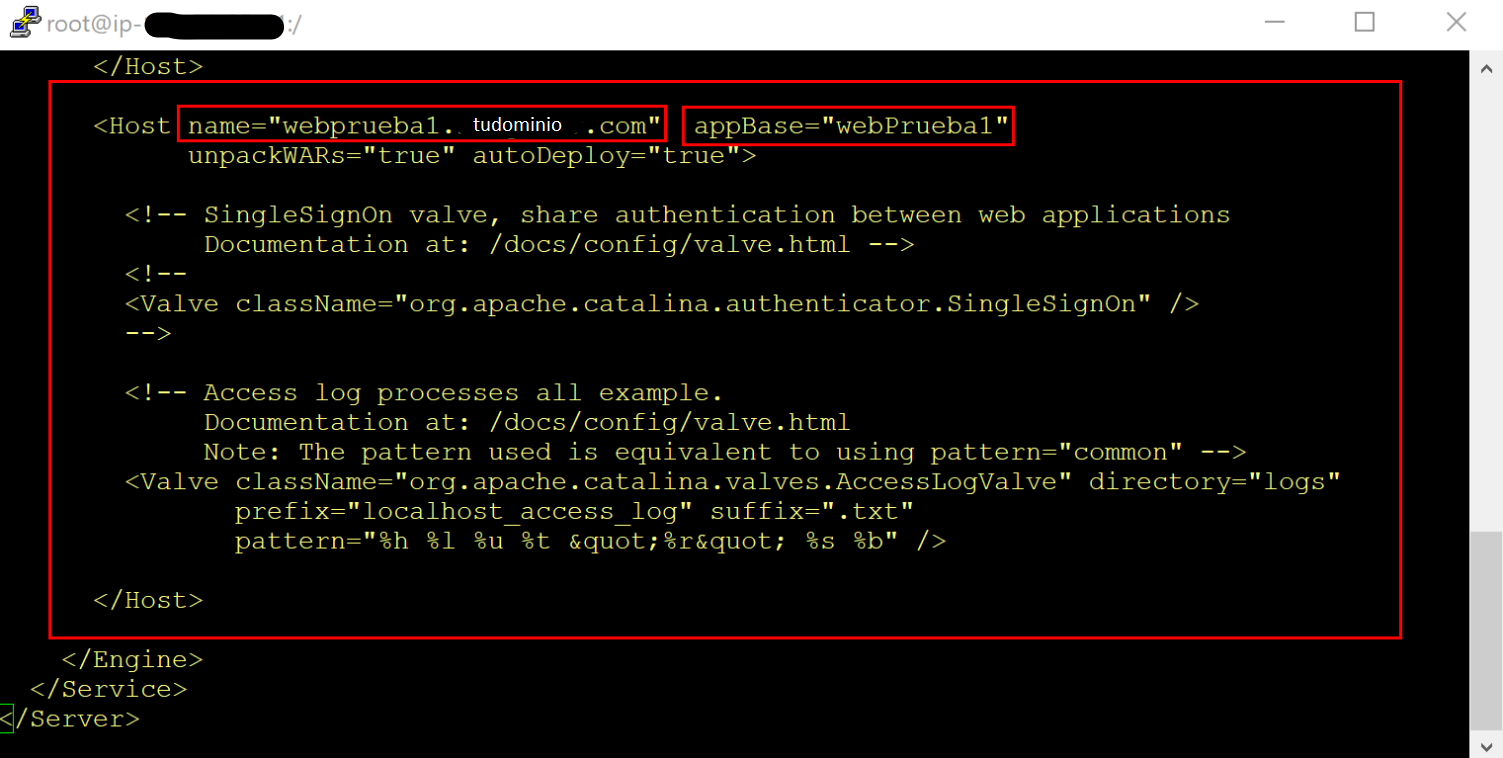 root@ip- :/
</Host>
<Host name="webprueba1. tudominio .com" appBase="webPrueba1"
unpackWARs="true" autoDeploy="true">
<!-- SingleSignOn valve, share authentication between web applications
Documentation at: /docs/config/valve.html -->
<!--
<Valve className="org.apache.catalina.authenticator.SingleSignOn" />
-->
<!-- Access log processes all example.
Documentation at: /docs/config/valve.html
Note: The pattern used is equivalent to using pattern="common" -->
<Valve className="org.apache.catalina.valves.AccessLogValve" directory="logs"
prefix="localhost_access_log" suffix=".txt"
pattern="%h %l %u %t &quot;%r&quot; %s %b" />
</Host>
</Engine>
</Service>
</Server>